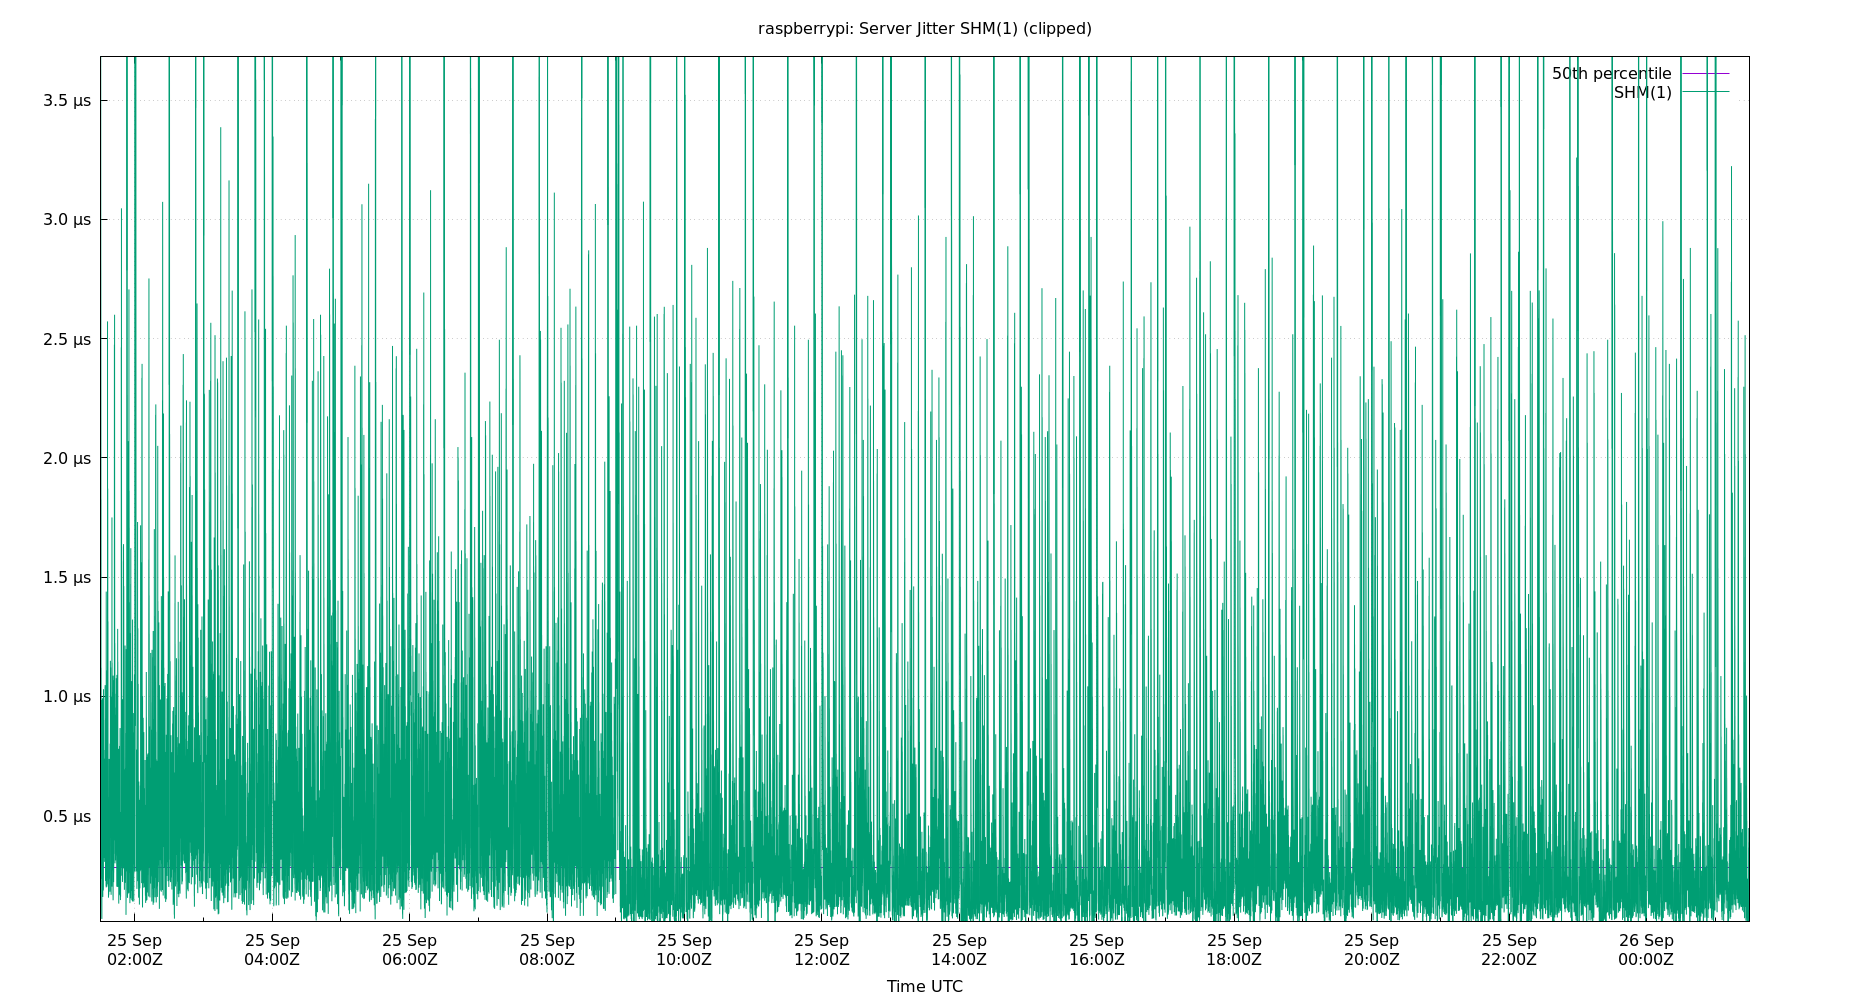 raspberrypi: Server Jitter SHM(1) (clipped)
50th percentile
SHM(1)
3.5 µs
3.0 µs
2.5 µs
2.0 µs
1.5 µs
1.0 µs
0.5 µs
25 Sep 25 Sep 25 Sep 25 Sep 25 Sep 25 Sep 25 Sep 25 Sep 25 Sep 25 Sep 25 Sep 26 Sep
02:00Z 04:00Z 06:00Z 08:00Z 10:00Z 12:00Z 14:00Z 16:00Z 18:00Z 20:00Z 22:00Z 00:00Z
Time UTC